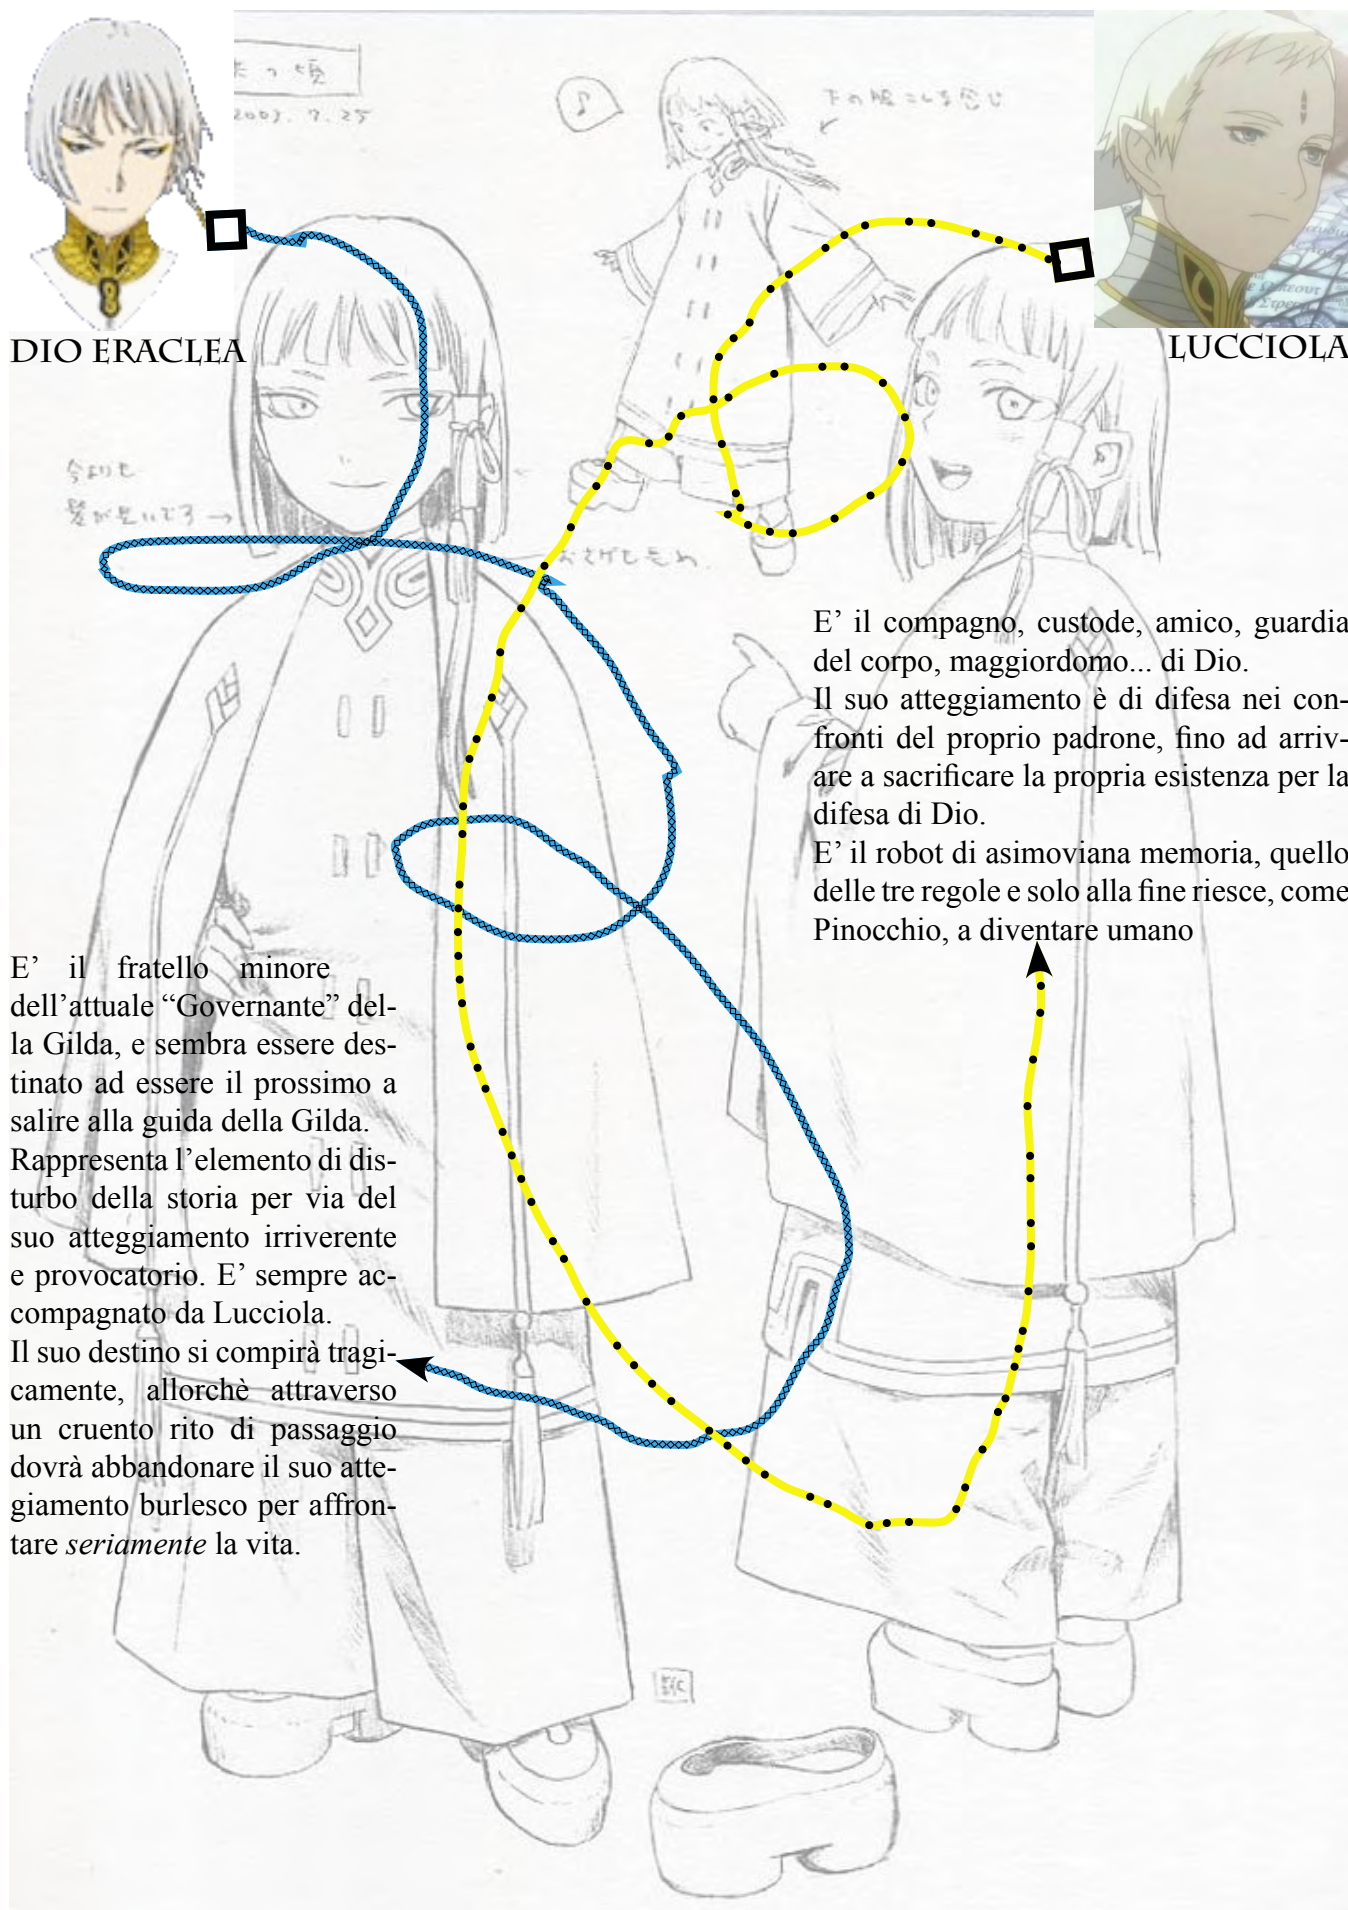 2003. 9. 25
DIO ERACLEA
LUCCIOLA
E’ il compagno, custode, amico, guardia
del corpo, maggiordomo... di Dio.
Il suo atteggiamento è di difesa nei con-
fronti del proprio padrone, fino ad arriv-
are a sacrificare la propria esistenza per la
difesa di Dio.
E’ il robot di asimoviana memoria, quello
delle tre regole e solo alla fine riesce, come
Pinocchio, a diventare umano
E’ il fratello minore
dell’attuale “Governante” del-
la Gilda, e sembra essere des-
tinato ad essere il prossimo a
salire alla guida della Gilda.
Rappresenta l’elemento di dis-
turbo della storia per via del
suo atteggiamento irriverente
e provocatorio. E’ sempre ac-
compagnato da Lucciola.
Il suo destino si compirà tragi-
camente, allorchè attraverso
un cruento rito di passaggio
dovrà abbandonare il suo atte-
giamento burlesco per affron-
tare seriamente la vita.